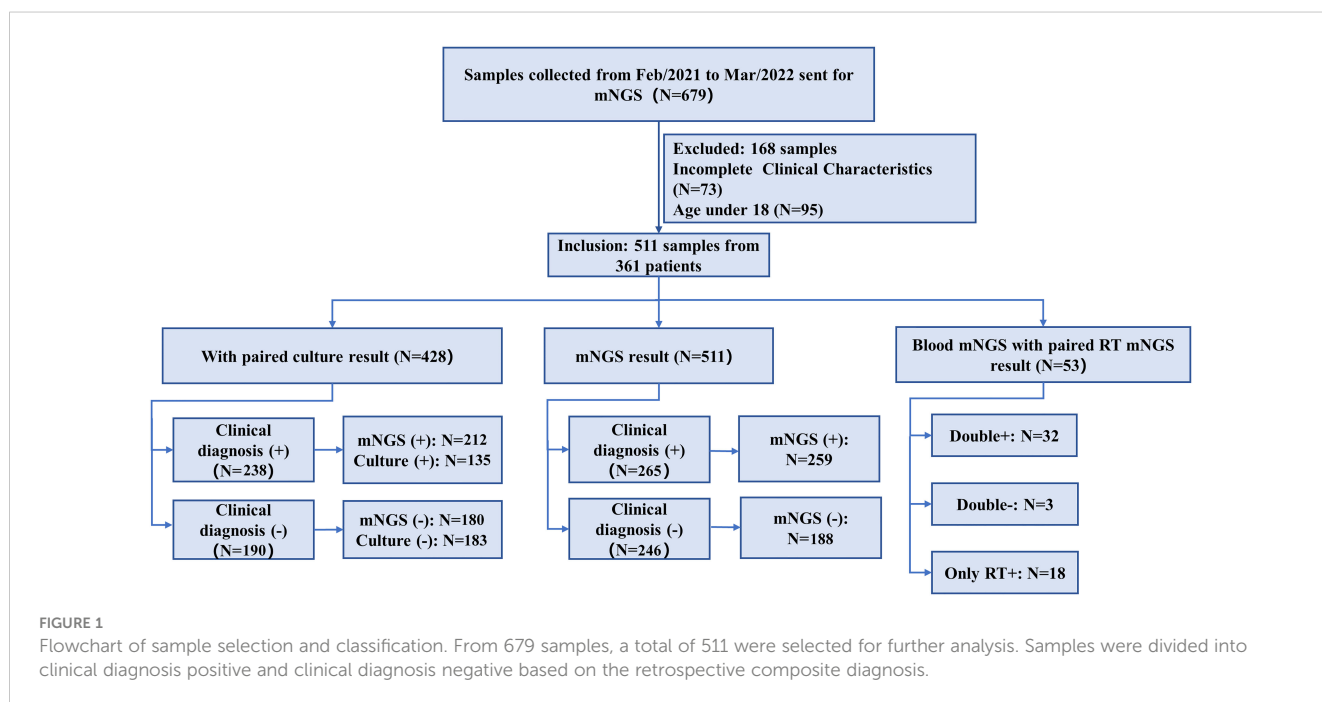 Samples collected from Feb/2021 to Mar/2022 sent for
mNGS (N=679)
Excluded: 168 samples
Incomplete Clinical Characteristics
(N=73)
Age under 18 (N=95)
Inclusion: 511 samples from
361 patients
With paired culture result (N=428)
Clinical
diagnosis (+)
(N=238)
mNGS (+): N=212
Culture (+): N=135
Clinical
diagnosis (-)
(N=190)
mNGS (-): N=180
Culture (-): N=183
mNGS result (N=511)
Clinical
diagnosis (+)
(N=265)
mNGS (+):
N=259
Clinical
diagnosis (-)
(N=246)
mNGS (-):
N=188
Blood mNGS with paired RT mNGS
result (N=53)
Double+: N=32
Double-: N=3
Only RT+: N=18
FIGURE 1
Flowchart of sample selection and classification. From 679 samples, a total of 511 were selected for further analysis. Samples were divided into
clinical diagnosis positive and clinical diagnosis negative based on the retrospective composite diagnosis.